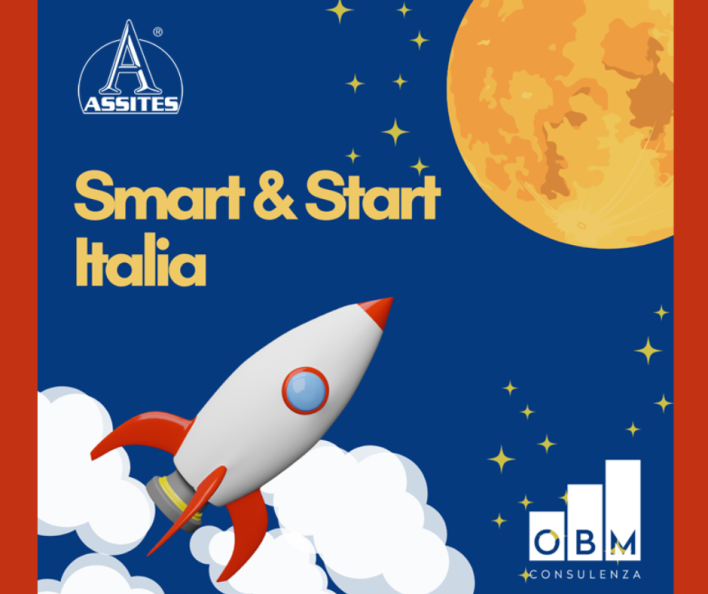 A®
ASSITES
Smart & Start
Italia
OBM
CONSULENZA